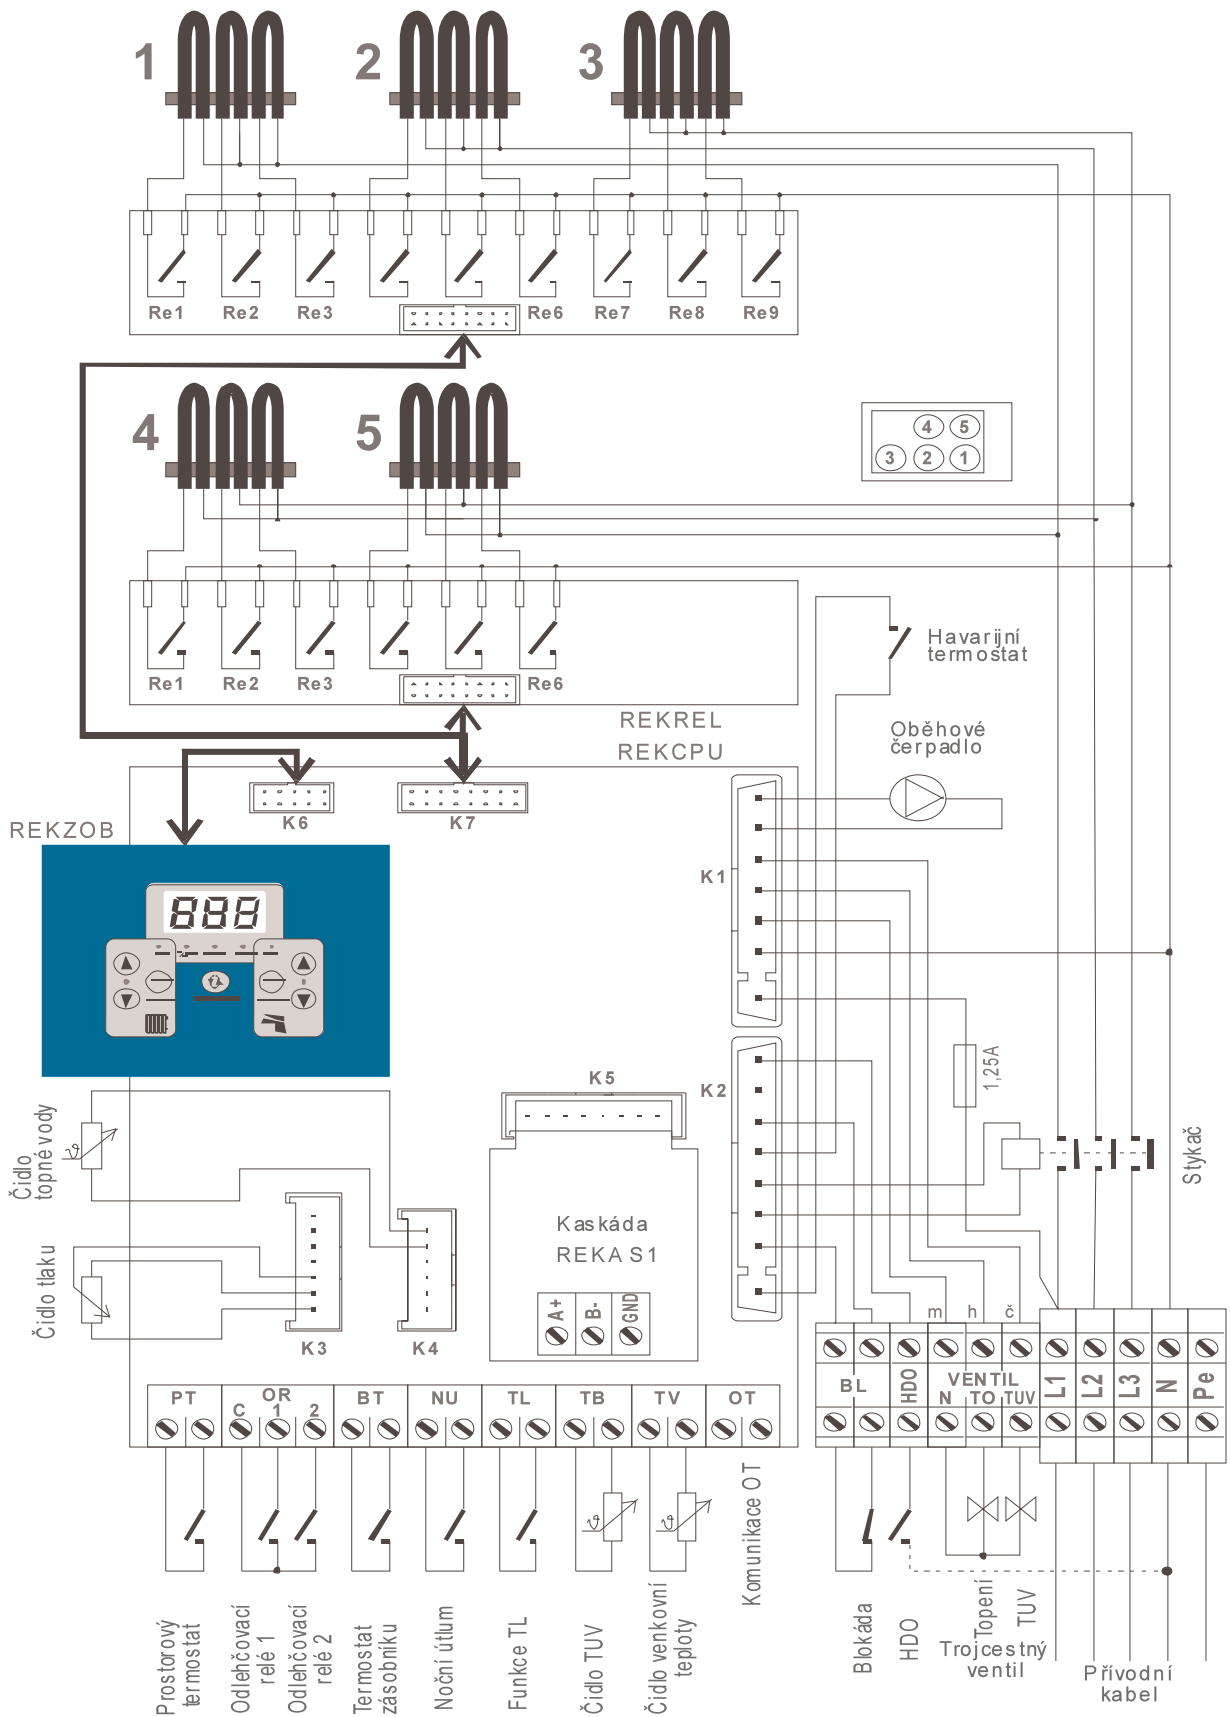 1 2 3
Re1 Re2 Re3 Re6 Re7 Re8 Re9
4 5
4 5
3 2 1
Re1 Re2 Re3 Re6
Havarijní
termostat
REKREL
REKCPU
Oběhové
čerpadlo
K6 K7
REKZOB
K1
888
%
1,25A
K5
K2
Čidlo
topné vody
Stykač
Kaskáda
REKA S1
Čidlo tlaku
A+ B- GND
K3 K4
m h č
PT OR BT NU TL TB TV OT
C 1 2
BL HDO VENTIL L1 L2 L3 N Pe
N TO TUV
Komunikace OT
Prostorový
termostat
Odlehčovací
relé 1
Odlehčovací
relé 2
Termostat
zásobníku
Noční útlum
Funkce TL
Čidlo TUV
Čidlo venkovní
teploty
Blokáda
HDO
Topení
TUV
Trojcestný
ventil
Přívodní
kabel